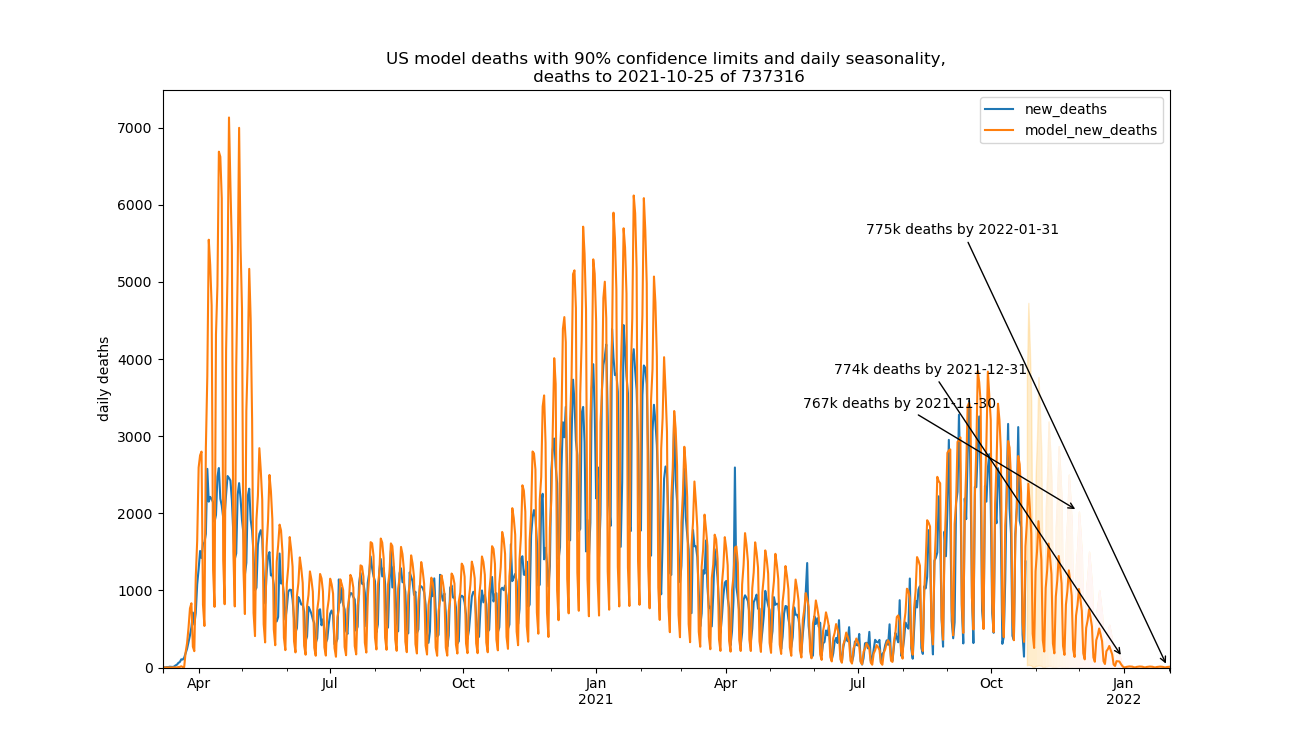 US model deaths with 90% confidence limits and daily seasonality,
deaths to 2021-10-25 of 737316
new_deaths
model_new_deaths
daily deaths
7000
6000
5000
4000
3000
2000
1000
0
775k deaths by 2022-01-31
774k deaths by 2021-12-31
767k deaths by 2021-11-30
Apr
Jul
Oct
Jan
2021
Apr
Jul
Oct
Jan
2022